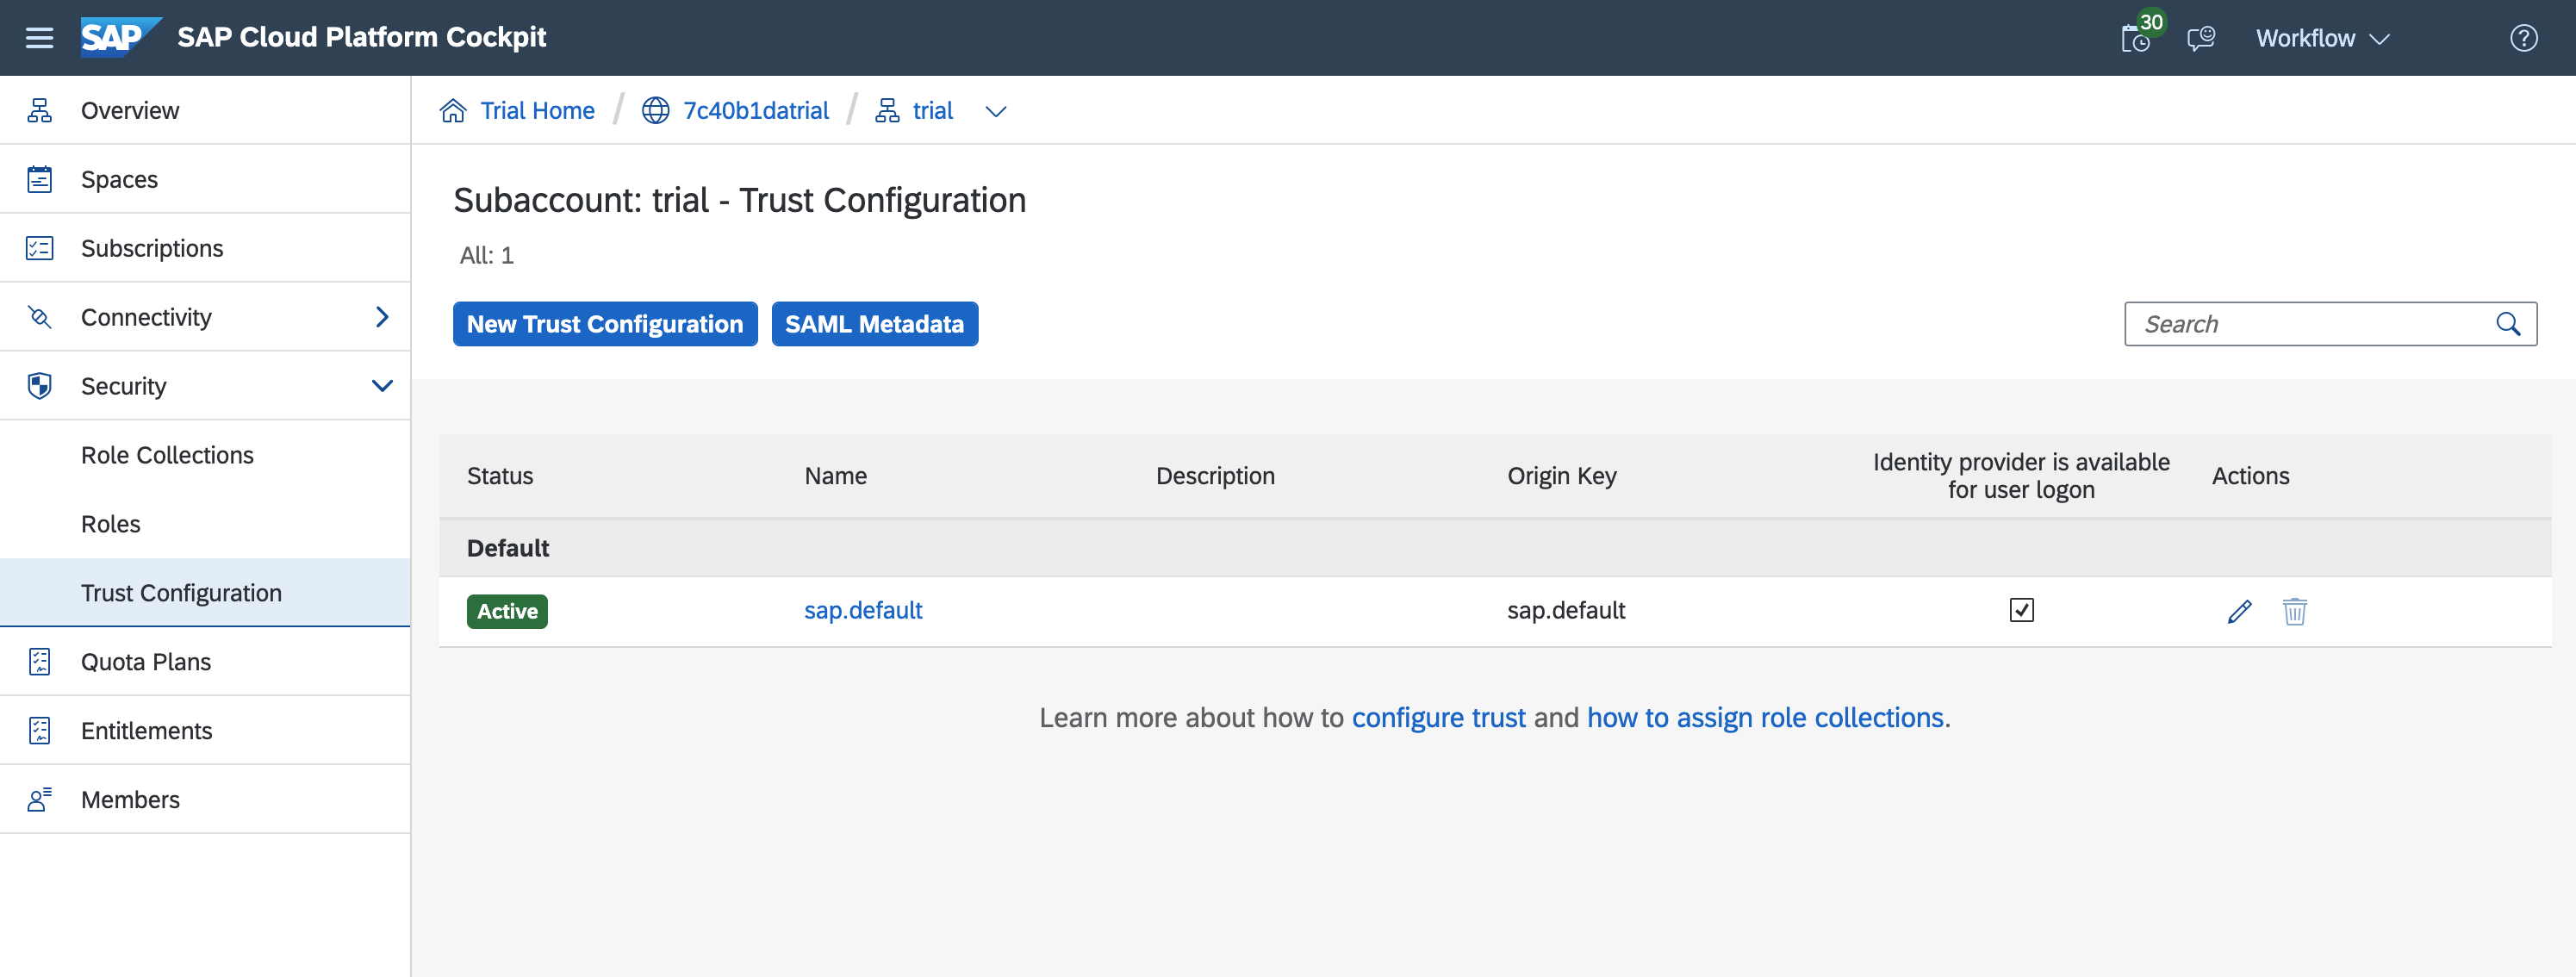 SAP SAP Cloud Platform Cockpit
30
Workflow
Overview
Spaces
Subscriptions
Connectivity
Security
Role Collections
Roles
Trust Configuration
Quota Plans
Entitlements
Members
Trial Home / 7c40b1datrial / trial
Subaccount: trial - Trust Configuration
All: 1
New Trust Configuration SAML Metadata
Search
Status Name Description Origin Key Identity provider is available
for user logon Actions
Default
Active sap.default sap.default
Learn more about how to configure trust and how to assign role collections.